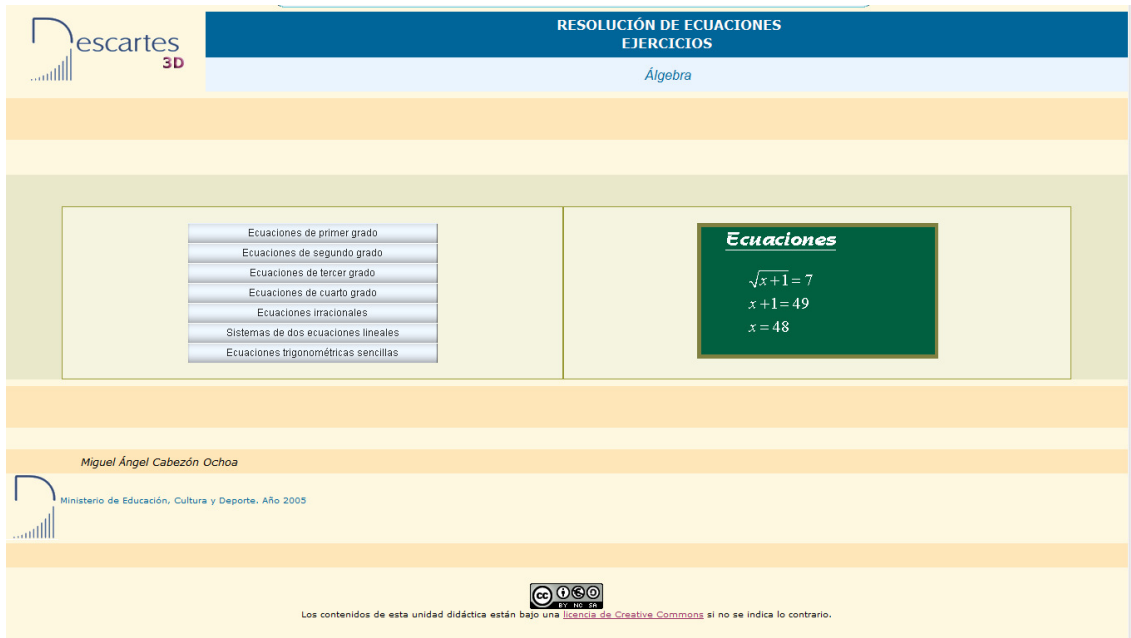 Descartes
3D
RESOLUCIÓN DE ECUACIONES
EJERCICIOS
Álgebra
Ecuaciones de primer grado
Ecuaciones de segundo grado
Ecuaciones de tercer grado
Ecuaciones de cuarto grado
Ecuaciones irracionales
Sistemas de dos ecuaciones lineales
Ecuaciones trigonométricas sencillas
Ecuaciones
√x+1 = 7
x+1=49
x=48
Miguel Ángel Cabezón Ochoa
Ministerio de Educación, Cultura y Deporte. Año 2005
cc
BY NC SA
Los contenidos de esta unidad didáctica están bajo una licencia de Creative Commons si no se indica lo contrario.